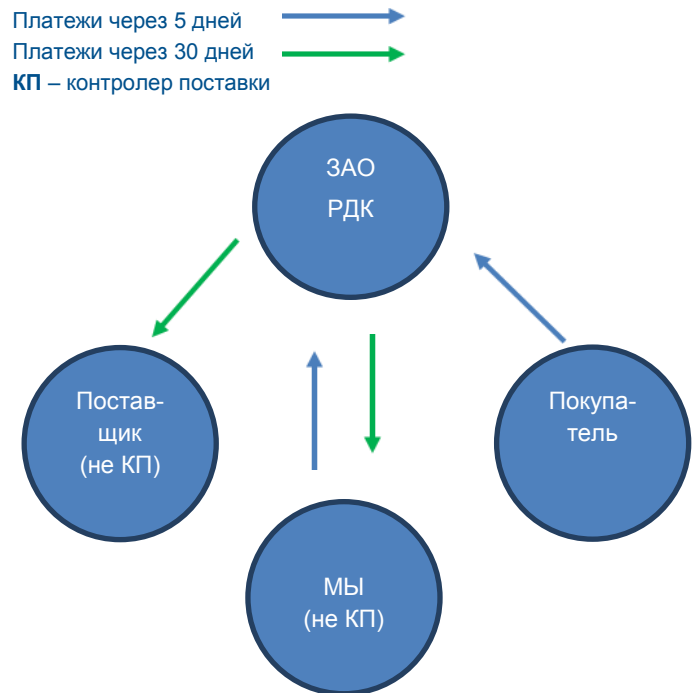 Платежи через 5 дней
Платежи через 30 дней
КП – контролер поставки
ЗАО
РДК
Постав-
щик
(не КП)
Покупа-
тель
МЫ
(не КП)